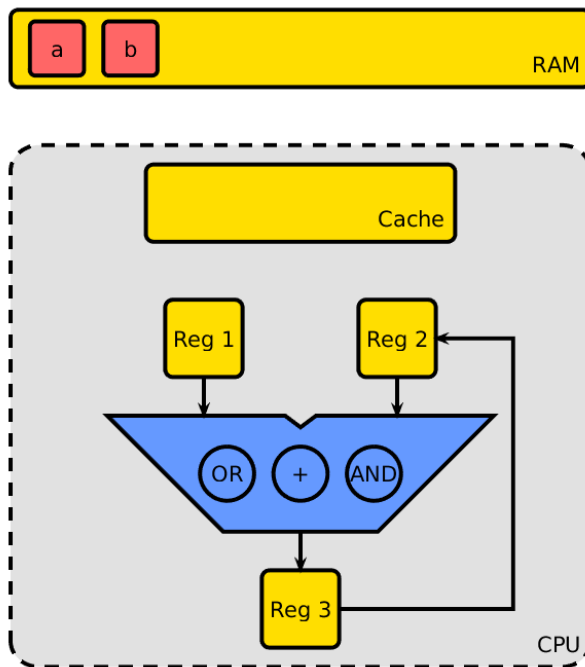 a b
RAM
Cache
Reg 1 Reg 2
OR + AND
Reg 3
CPU